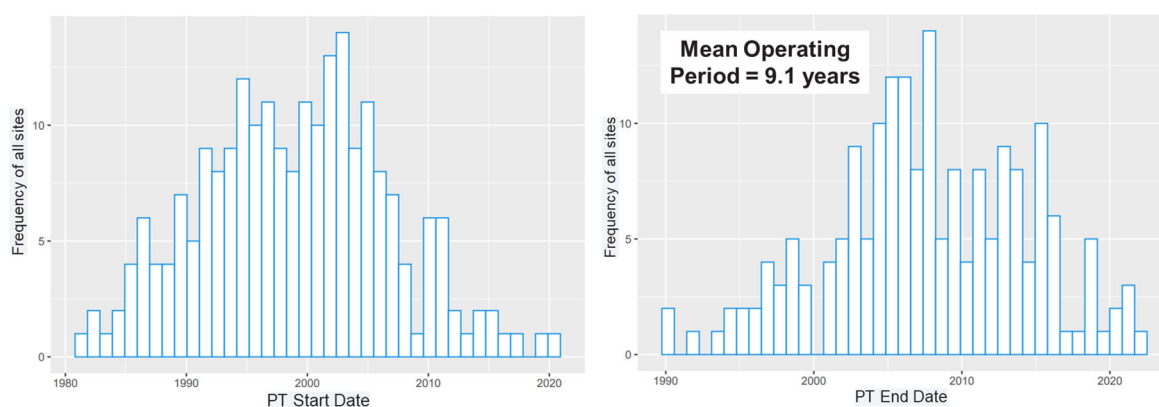 Frequency of all sites
10
5
0
1980
1990
2000
2010
2020
PT Start Date
Mean Operating
Period = 9.1 years
Frequency of all sites
10
5
0
1990
2000
2010
2020
PT End Date